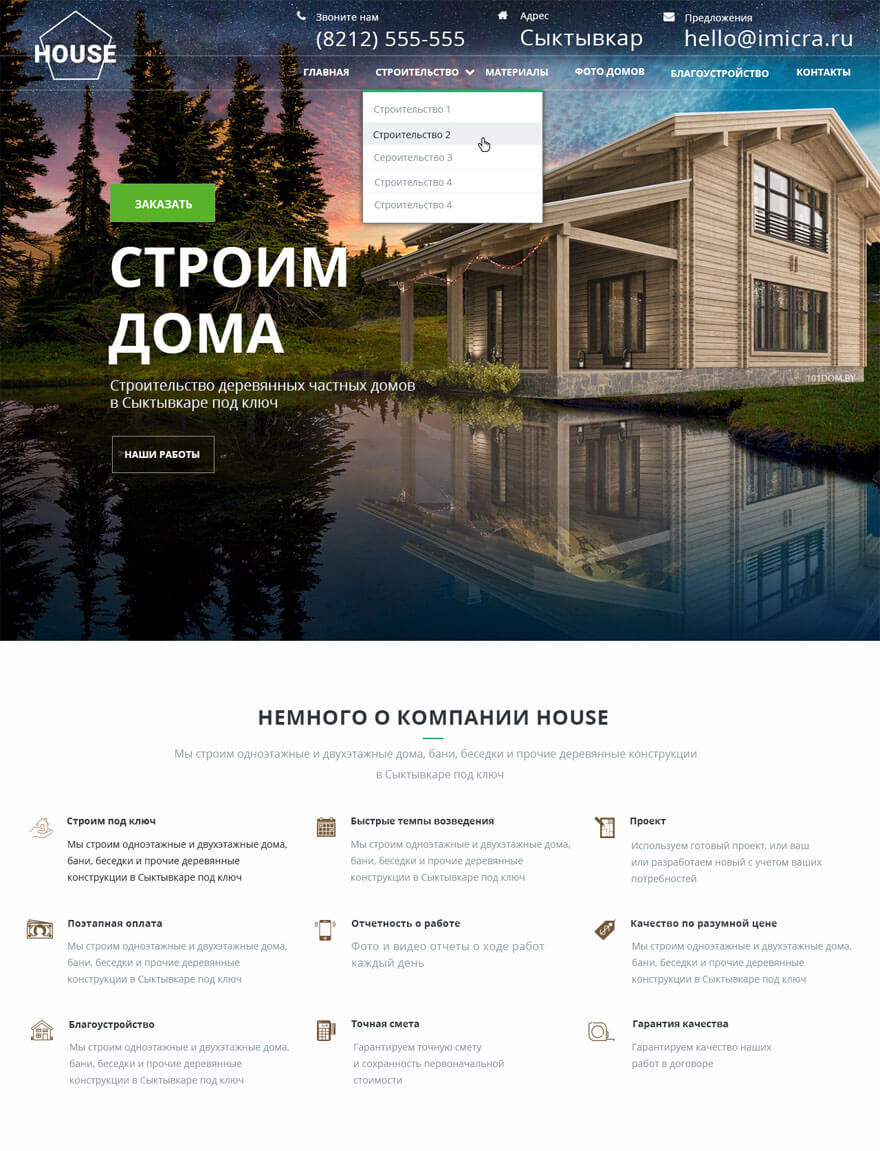 HOUSE
Звоните нам
(8212) 555-555
Адрес
Сыктывкар
Предложения
hello@imicra.ru
ГЛАВНАЯ
СТРОИТЕЛЬСТВО
МАТЕРИАЛЫ
ФОТО ДОМОВ
БЛАГОУСТРОЙСТВО
КОНТАКТЫ
Строительство 1
Строительство 2
Сероительство 3
Строительство 4
Строительство 4
ЗАКАЗАТЬ
СТРОИМ
ДОМА
Строительство деревянных частных домов
в Сыктывкаре под ключ
101DOM.BY
НАШИ РАБОТЫ
НЕМНОГО О КОМПАНИИ HOUSE
Мы строим одноэтажные и двухэтажные дома, бани, беседки и прочие деревянные конструкции
в Сыктывкаре под ключ
Строим под ключ
Мы строим одноэтажные и двухэтажные дома,
бани, беседки и прочие деревянные
конструкции в Сыктывкаре под ключ
Быстрые темпы возведения
Мы строим одноэтажные и двухэтажные дома,
бани, беседки и прочие деревянные
конструкции в Сыктывкаре под ключ
Проект
Используем готовый проект, или ваш
или разработаем новый с учетом ваших
потребностей
Поэтапная оплата
Мы строим одноэтажные и двухэтажные дома,
бани, беседки и прочие деревянные
конструкции в Сыктывкаре под ключ
Отчетность о работе
Фото и видео отчеты о ходе работ
каждый день
Качество по разумной цене
Мы строим одноэтажные и двухэтажные дома,
бани, беседки и прочие деревянные
конструкции в Сыктывкаре под ключ
Благоустройство
Мы строим одноэтажные и двухэтажные дома,
бани, беседки и прочие деревянные
конструкции в Сыктывкаре под ключ
Точная смета
Гарантируем точную смету
и сохранность первоначальной
стоимости
Гарантия качества
Гарантируем качество наших
работ в договоре